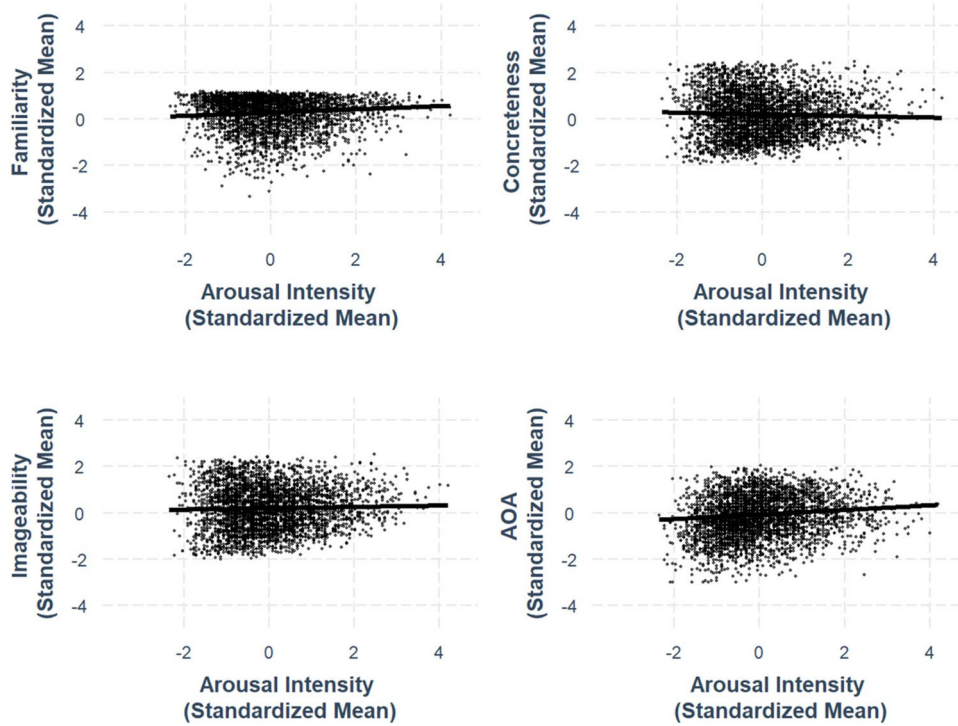 Familiarity
(Standardized Mean)
4
2
0
-2
-4
-2 0 2 4
Arousal Intensity
(Standardized Mean)
Concreteness
(Standardized Mean)
4
2
0
-2
-4
-2 0 2 4
Arousal Intensity
(Standardized Mean)
Imageability
(Standardized Mean)
4
2
0
-2
-4
-2 0 2 4
Arousal Intensity
(Standardized Mean)
AOA
(Standardized Mean)
4
2
0
-2
-4
-2 0 2 4
Arousal Intensity
(Standardized Mean)